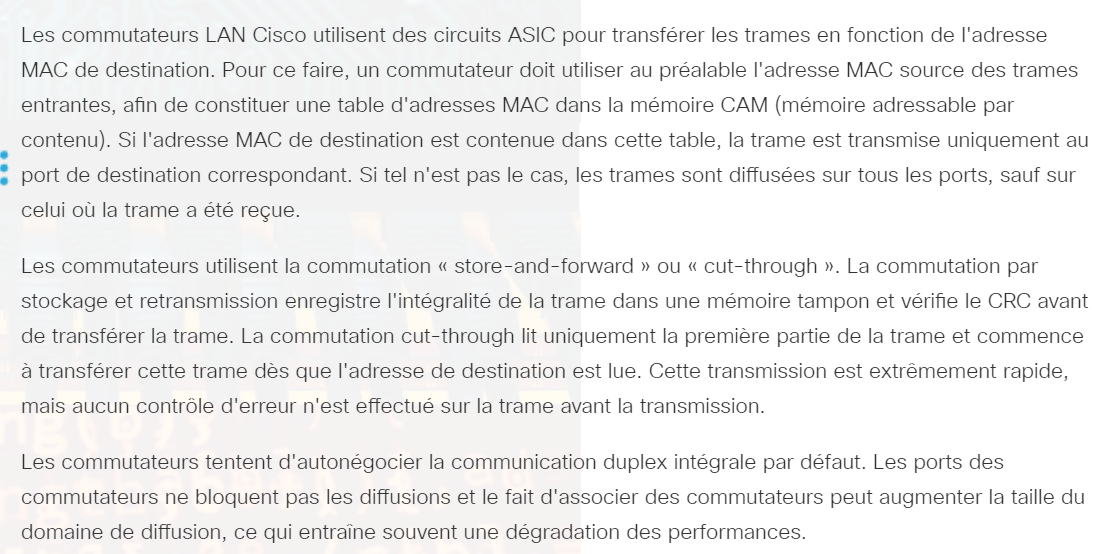 Les commutateurs LAN Cisco utilisent des circuits ASIC pour transférer les trames en fonction de l'adresse
MAC de destination. Pour ce faire, un commutateur doit utiliser au préalable l'adresse MAC source des trames
entrantes, afin de constituer une table d'adresses MAC dans la mémoire CAM (mémoire adressable par
contenu). Si l'adresse MAC de destination est contenue dans cette table, la trame est transmise uniquement au
port de destination correspondant. Si tel n'est pas le cas, les trames sont diffusées sur tous les ports, sauf sur
celui où la trame a été reçue.
Les commutateurs utilisent la commutation « store-and-forward » ou « cut-through ». La commutation par
stockage et retransmission enregistre l'intégralité de la trame dans une mémoire tampon et vérifie le CRC avant
de transférer la trame. La commutation cut-through lit uniquement la première partie de la trame et commence
à transférer cette trame dès que l'adresse de destination est lue. Cette transmission est extrêmement rapide,
mais aucun contrôle d'erreur n'est effectué sur la trame avant la transmission.
Les commutateurs tentent d'autonégocier la communication duplex intégrale par défaut. Les ports des
commutateurs ne bloquent pas les diffusions et le fait d'associer des commutateurs peut augmenter la taille du
domaine de diffusion, ce qui entraîne souvent une dégradation des performances.